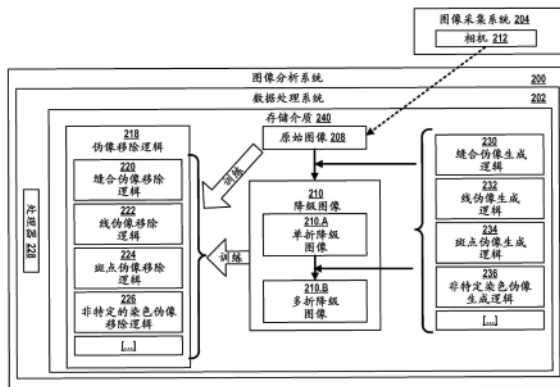 图像采集系统 204
相机 212
图像分析系统 200
数据处理系统 202
存储介质 240
处理器 228
218
伪像移除逻辑
220
缝合伪像移除
逻辑
222
线伪像移除
逻辑
224
斑点伪像移除
逻辑
226
非特定的染色伪像
移除逻辑
[...]
训练
训练
原始图像 208
210
降级图像
210.A
单折降级
图像
210.B
多折降级
图像
230
缝合伪像生成
逻辑
232
线伪像生成
逻辑
234
斑点伪像生成
逻辑
236
非特定染色伪像
生成逻辑
[...]